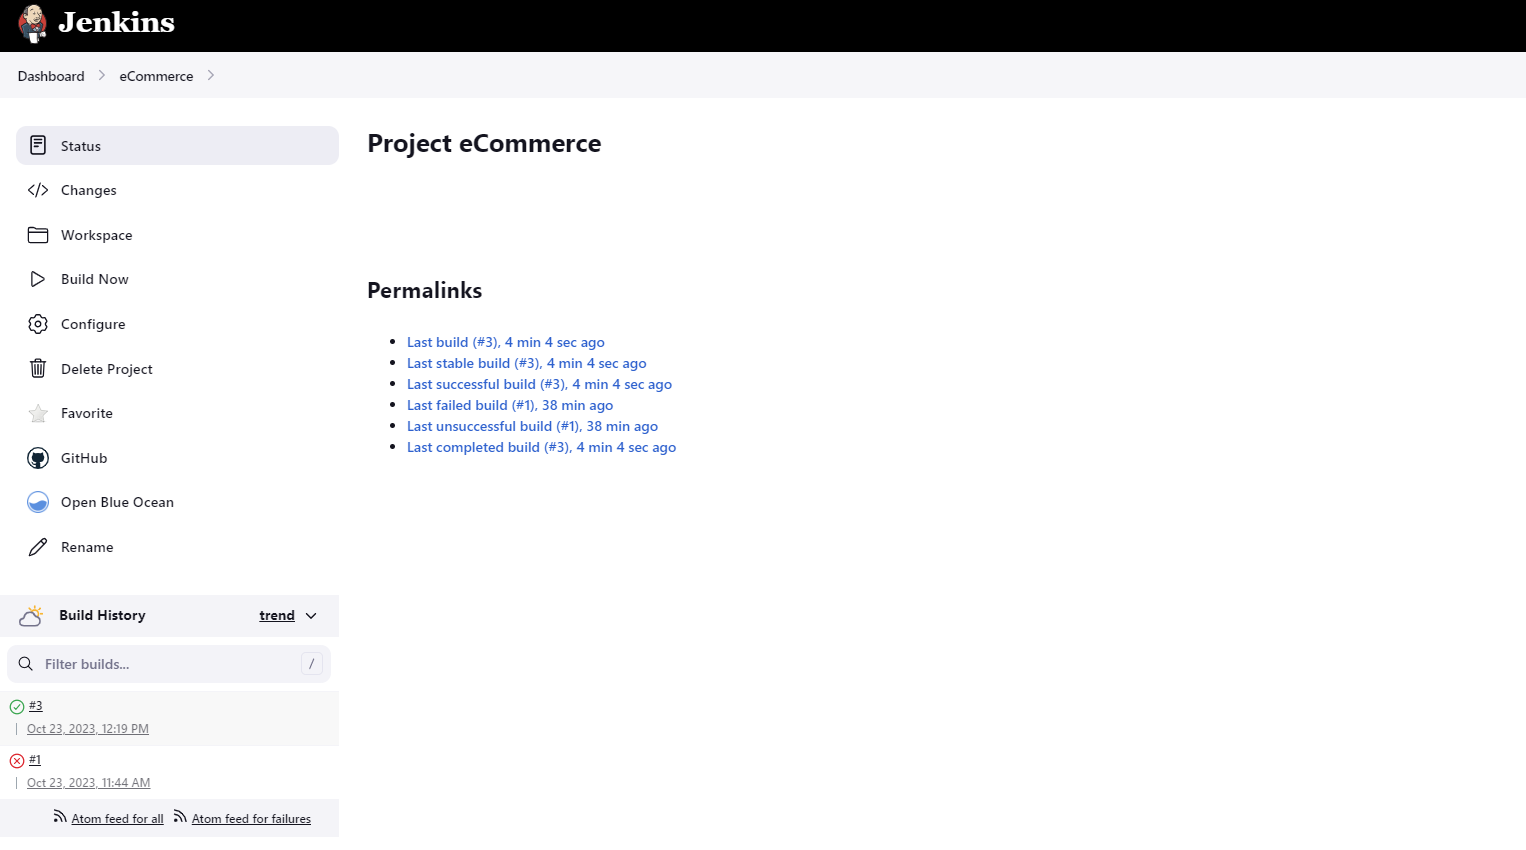 Jenkins
Dashboard
eCommerce
Status
Changes
Workspace
Build Now
Configure
Delete Project
Favorite
GitHub
Open Blue Ocean
Rename
Build History
trend
Filter builds...
/
#3
Oct 23, 2023, 12:19 PM
#1
Oct 23, 2023, 11:44 AM
Atom feed for all
Atom feed for failures
Project eCommerce
Permalinks
Last build (#3), 4 min 4 sec ago
Last stable build (#3), 4 min 4 sec ago
Last successful build (#3), 4 min 4 sec ago
Last failed build (#1), 38 min ago
Last unsuccessful build (#1), 38 min ago
Last completed build (#3), 4 min 4 sec ago